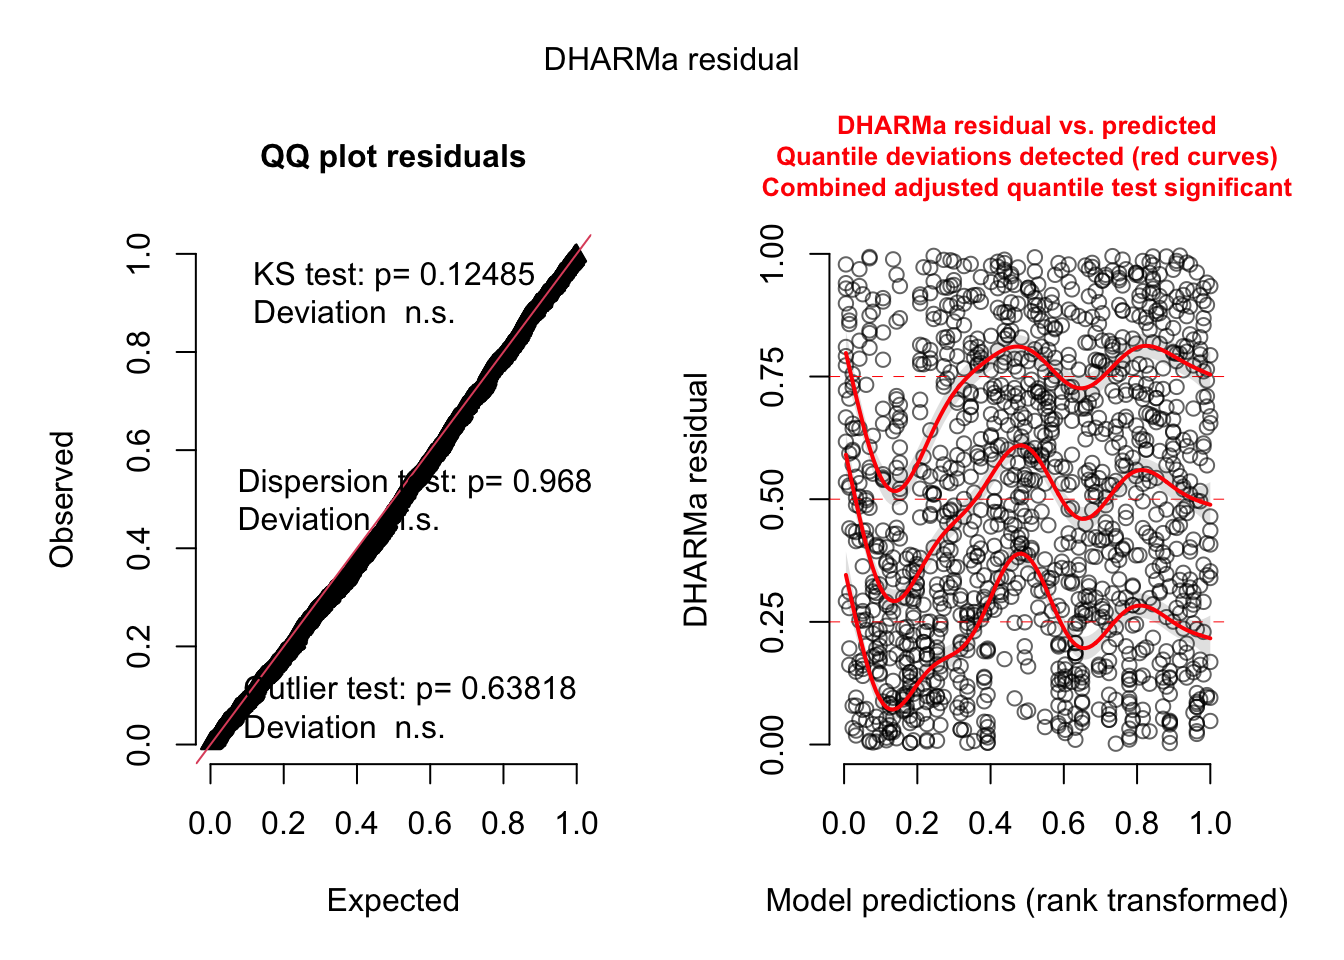 DHARMa residual
QQ plot residuals
KS test: p= 0.12485
Deviation  n.s.
Dispersion test: p= 0.968
Deviation  n.s.
Outlier test: p= 0.63818
Deviation  n.s.
Observed
1.0
0.8
0.6
0.4
0.2
0.0
0.0 0.2 0.4 0.6 0.8 1.0
Expected
DHARMa residual vs. predicted
Quantile deviations detected (red curves)
Combined adjusted quantile test significant
DHARMa residual
1.00
0.75
0.50
0.25
0.00
0.0 0.2 0.4 0.6 0.8 1.0
Model predictions (rank transformed)